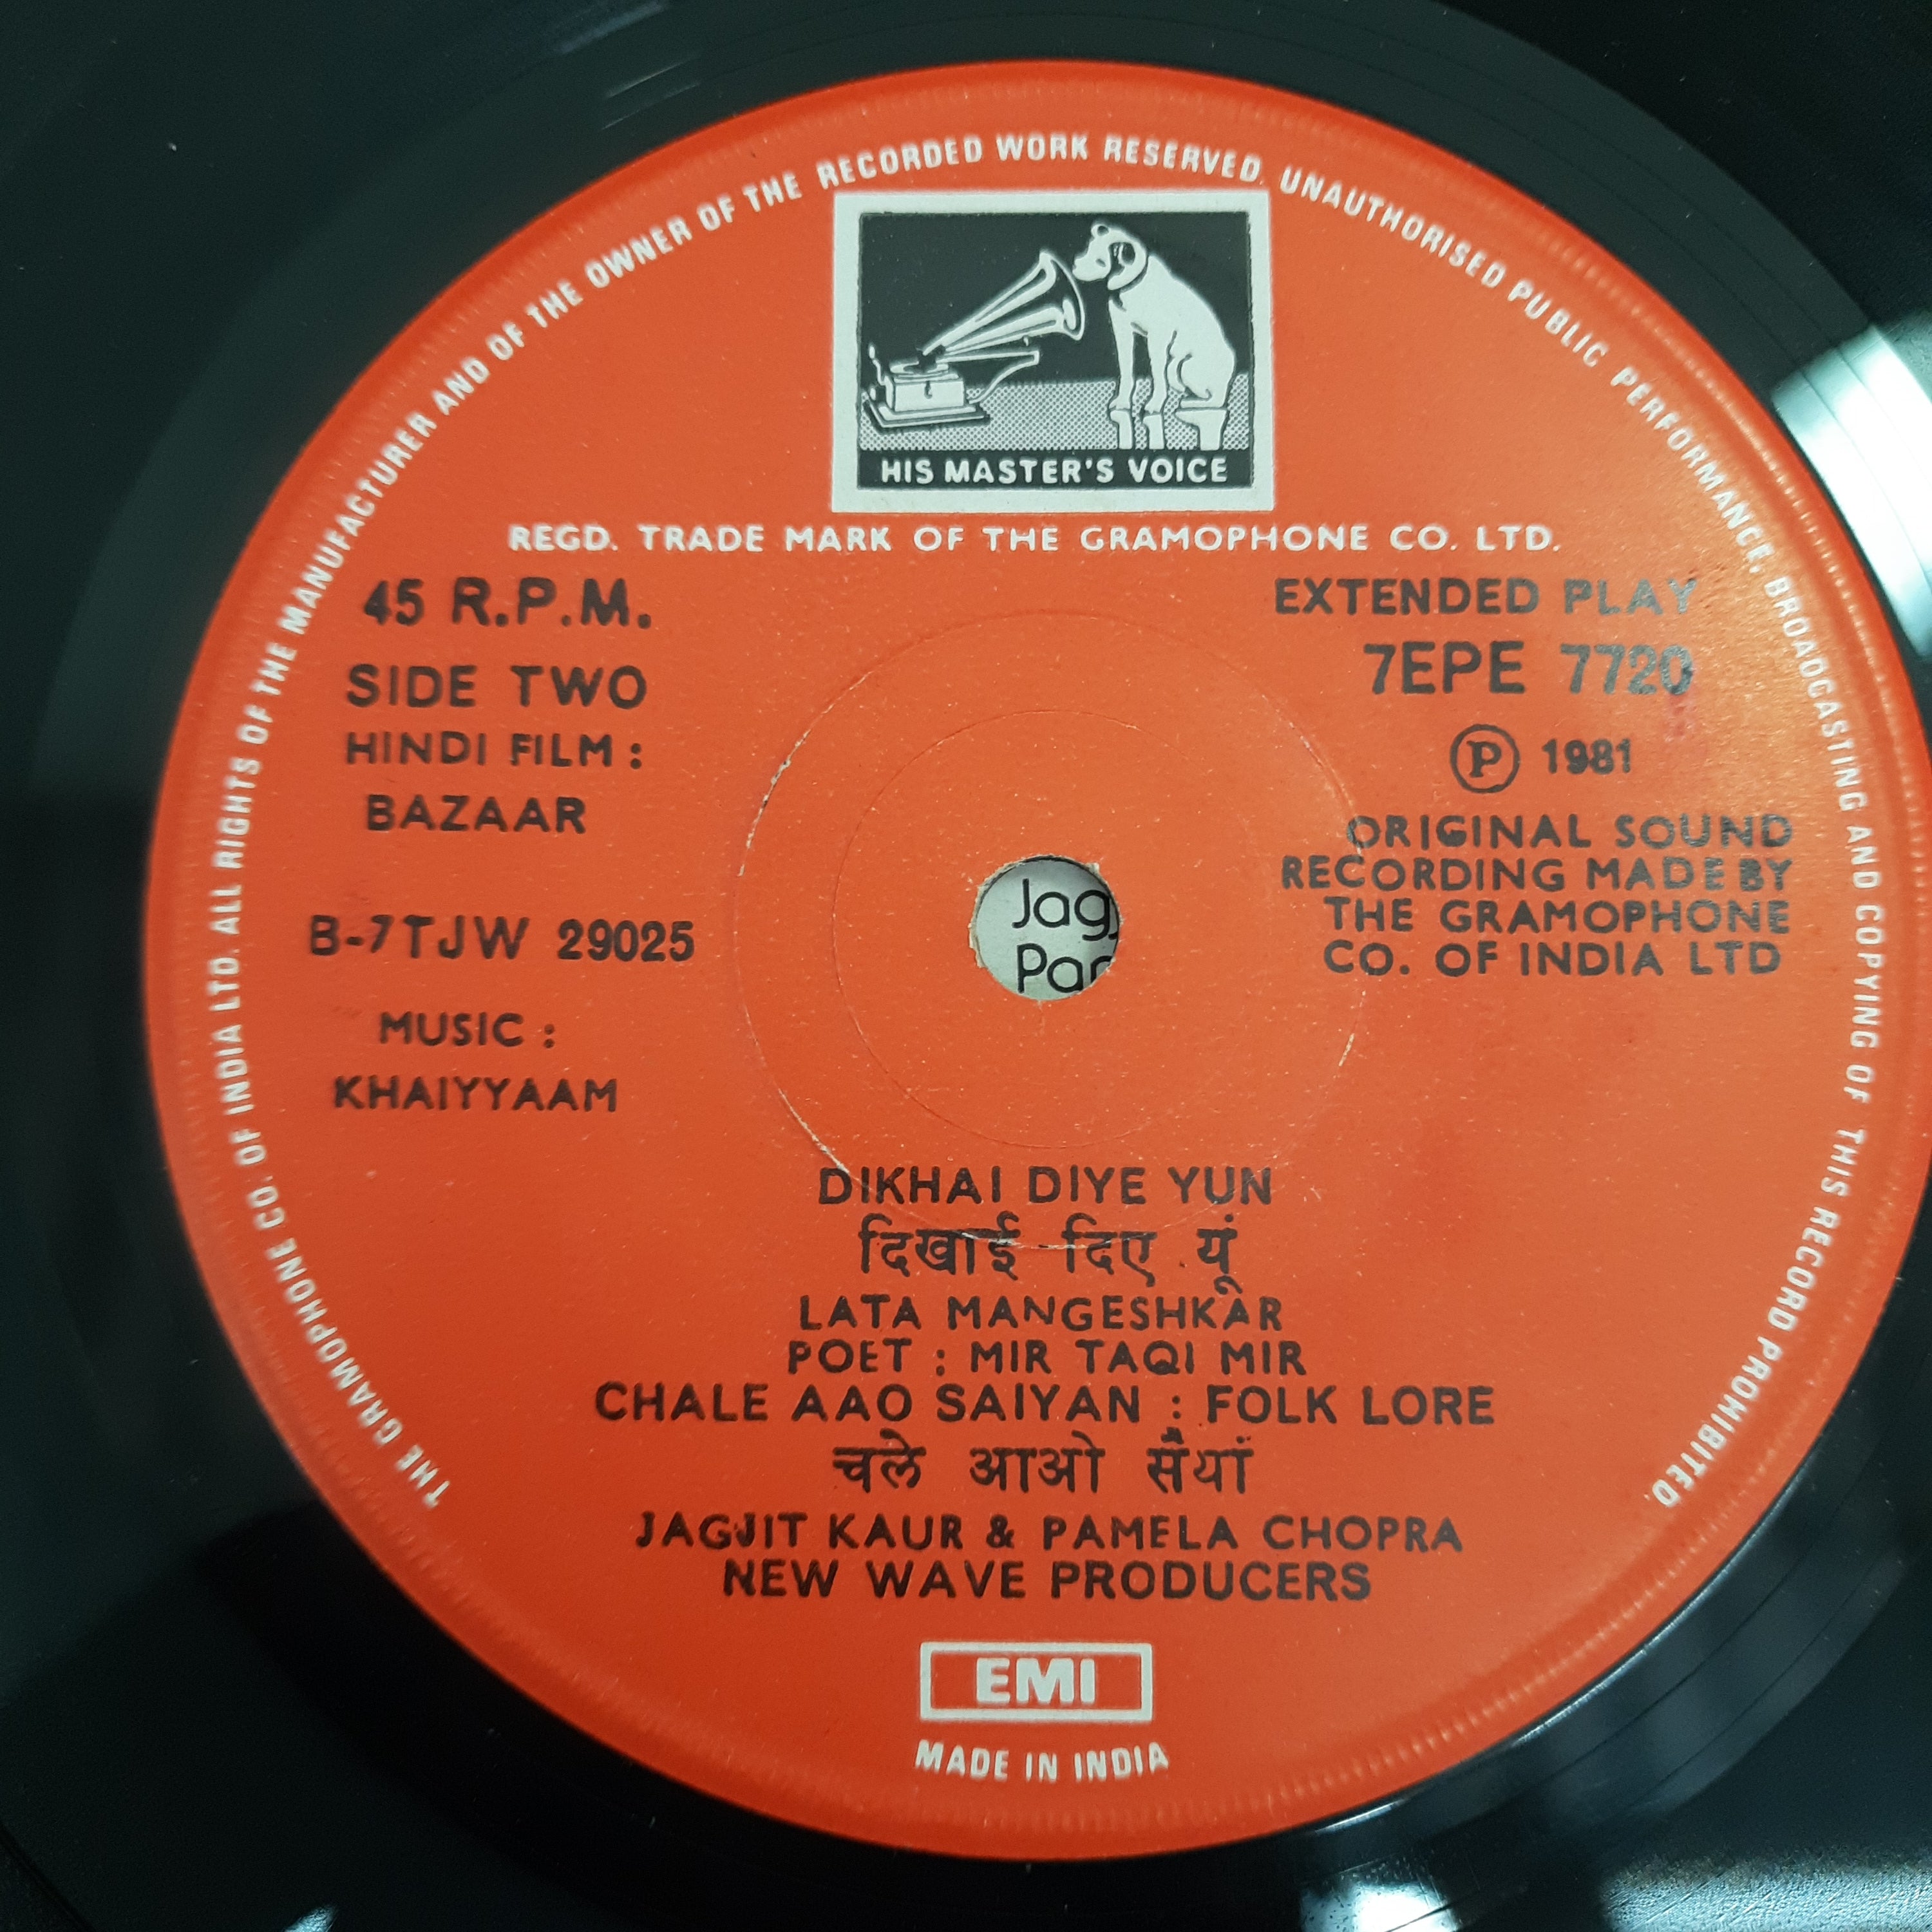 THE GRAMOPHONE CO. OF INDIA LTD. ALL RIGHTS OF THE MANUFACTURER AND OF THE OWNER OF THE RECORDED WORK RESERVED. UNAUTHORISED PUBLIC PERFORMANCE, BROADCASTING AND COPYING OF THIS RECORD PROHIBITED.
HIS MASTER'S VOICE
REGD. TRADE MARK OF THE GRAMOPHONE CO. LTD.
45 R.P.M.
SIDE TWO
HINDI FILM :
BAZAAR
B-7TJW 29025
MUSIC :
KHAIYYAAM
EXTENDED PLAY
7EPE 7720
℗ 1981
ORIGINAL SOUND
RECORDING MADE BY
THE GRAMOPHONE
CO. OF INDIA LTD
Jag
Pa
DIKHAI DIYE YUN
दिखाई दिए यूं
LATA MANGESHKAR
POET : MIR TAQI MIR
CHALE AAO SAIYAN : FOLK LORE
चले आओ सैंयां
JAGJIT KAUR & PAMELA CHOPRA
NEW WAVE PRODUCERS
EMI
MADE IN INDIA